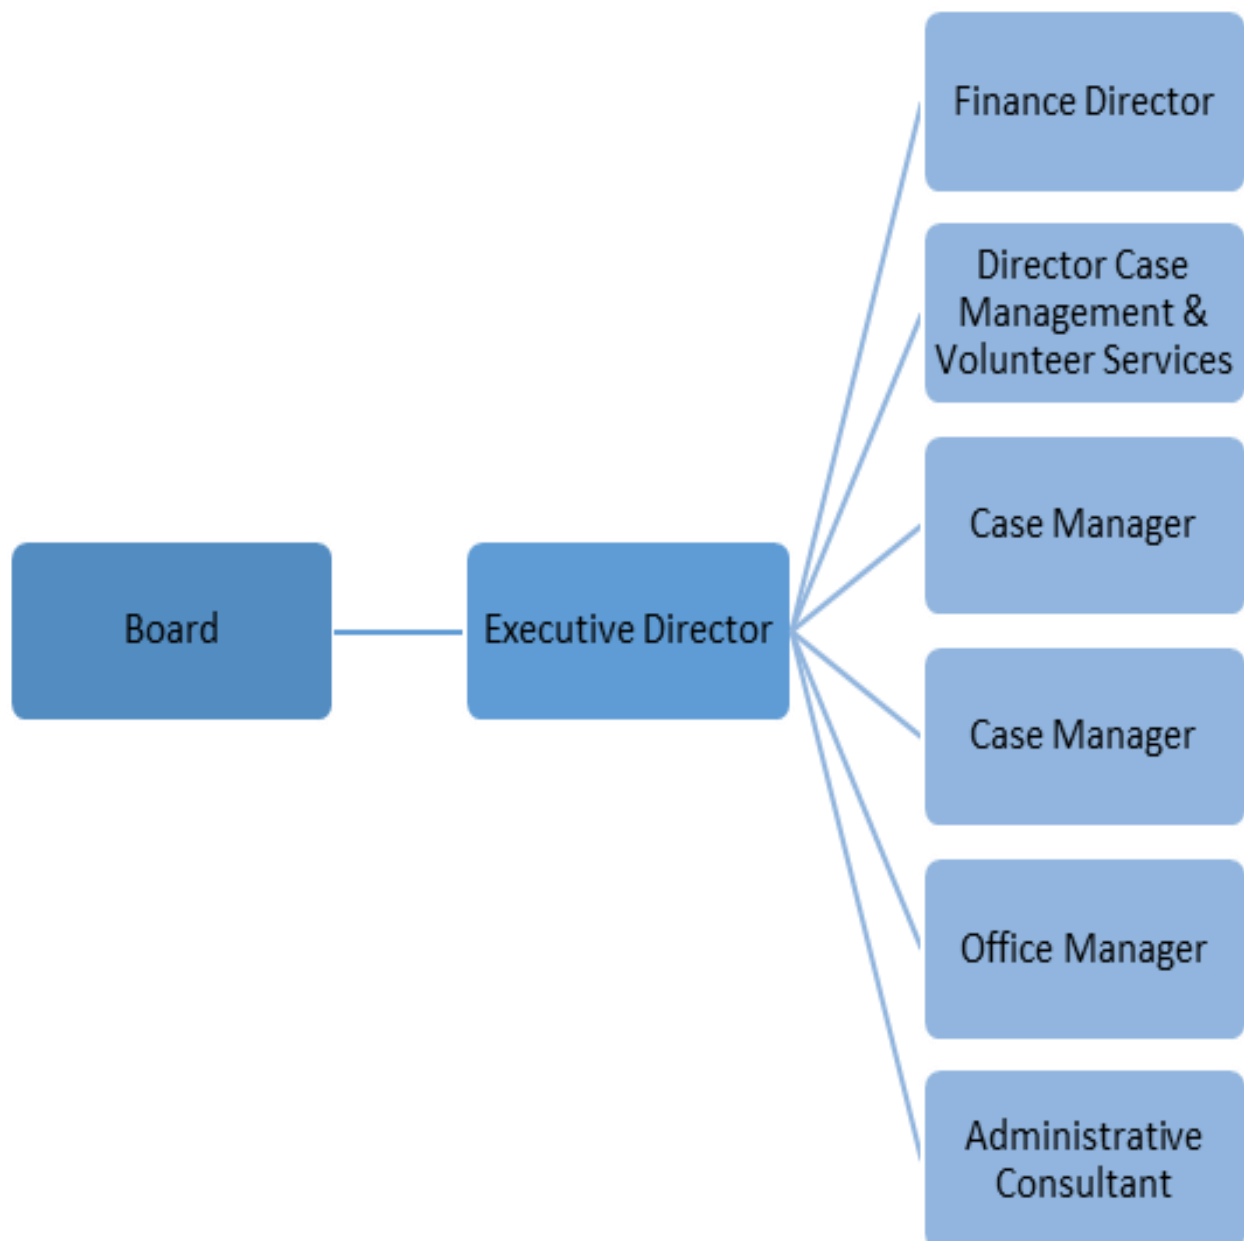 Finance Director
Director Case
Management &
Volunteer Services
Case Manager
Board
Executive Director
Case Manager
Office Manager
Administrative
Consultant